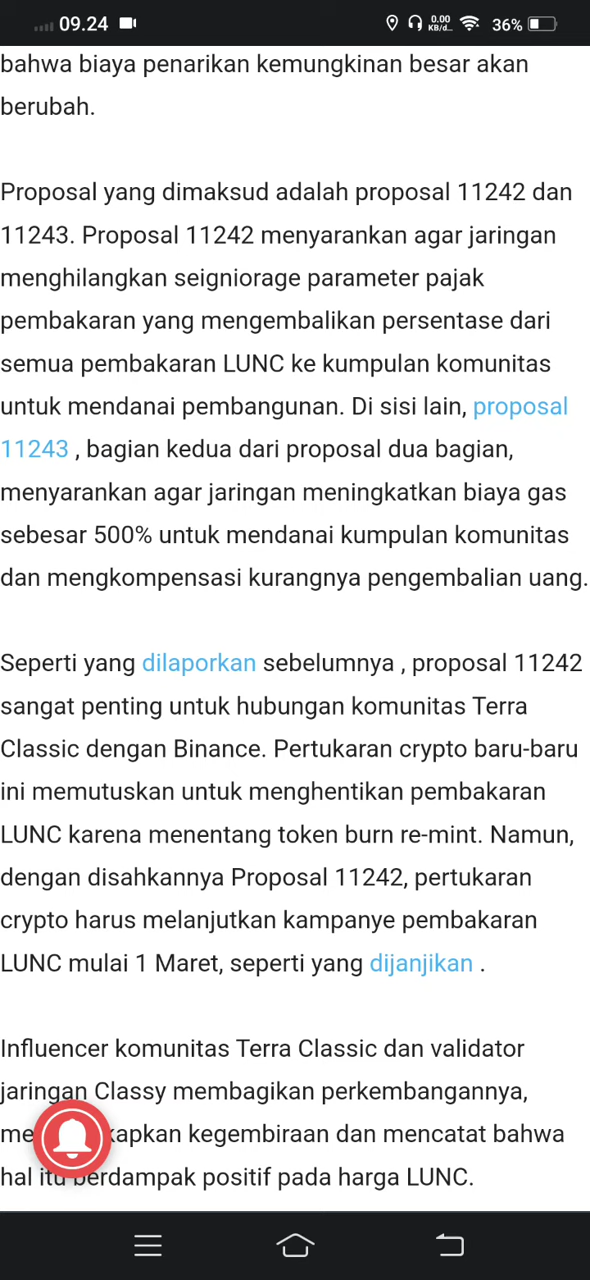 09.24
0.00
KB/d...
36%
bahwa biaya penarikan kemungkinan besar akan
berubah.
Proposal yang dimaksud adalah proposal 11242 dan
11243. Proposal 11242 menyarankan agar jaringan
menghilangkan seigniorage parameter pajak
pembakaran yang mengembalikan persentase dari
semua pembakaran LUNC ke kumpulan komunitas
untuk mendanai pembangunan. Di sisi lain, proposal
11243 , bagian kedua dari proposal dua bagian,
menyarankan agar jaringan meningkatkan biaya gas
sebesar 500% untuk mendanai kumpulan komunitas
dan mengkompensasi kurangnya pengembalian uang.
Seperti yang dilaporkan sebelumnya , proposal 11242
sangat penting untuk hubungan komunitas Terra
Classic dengan Binance. Pertukaran crypto baru-baru
ini memutuskan untuk menghentikan pembakaran
LUNC karena menentang token burn re-mint. Namun,
dengan disahkannya Proposal 11242, pertukaran
crypto harus melanjutkan kampanye pembakaran
LUNC mulai 1 Maret, seperti yang dijanjikan .
Influencer komunitas Terra Classic dan validator
jaringan Classy membagikan perkembangannya,
kegembiraan dan mencatat bahwa
hal itu berdampak positif pada harga LUNC.